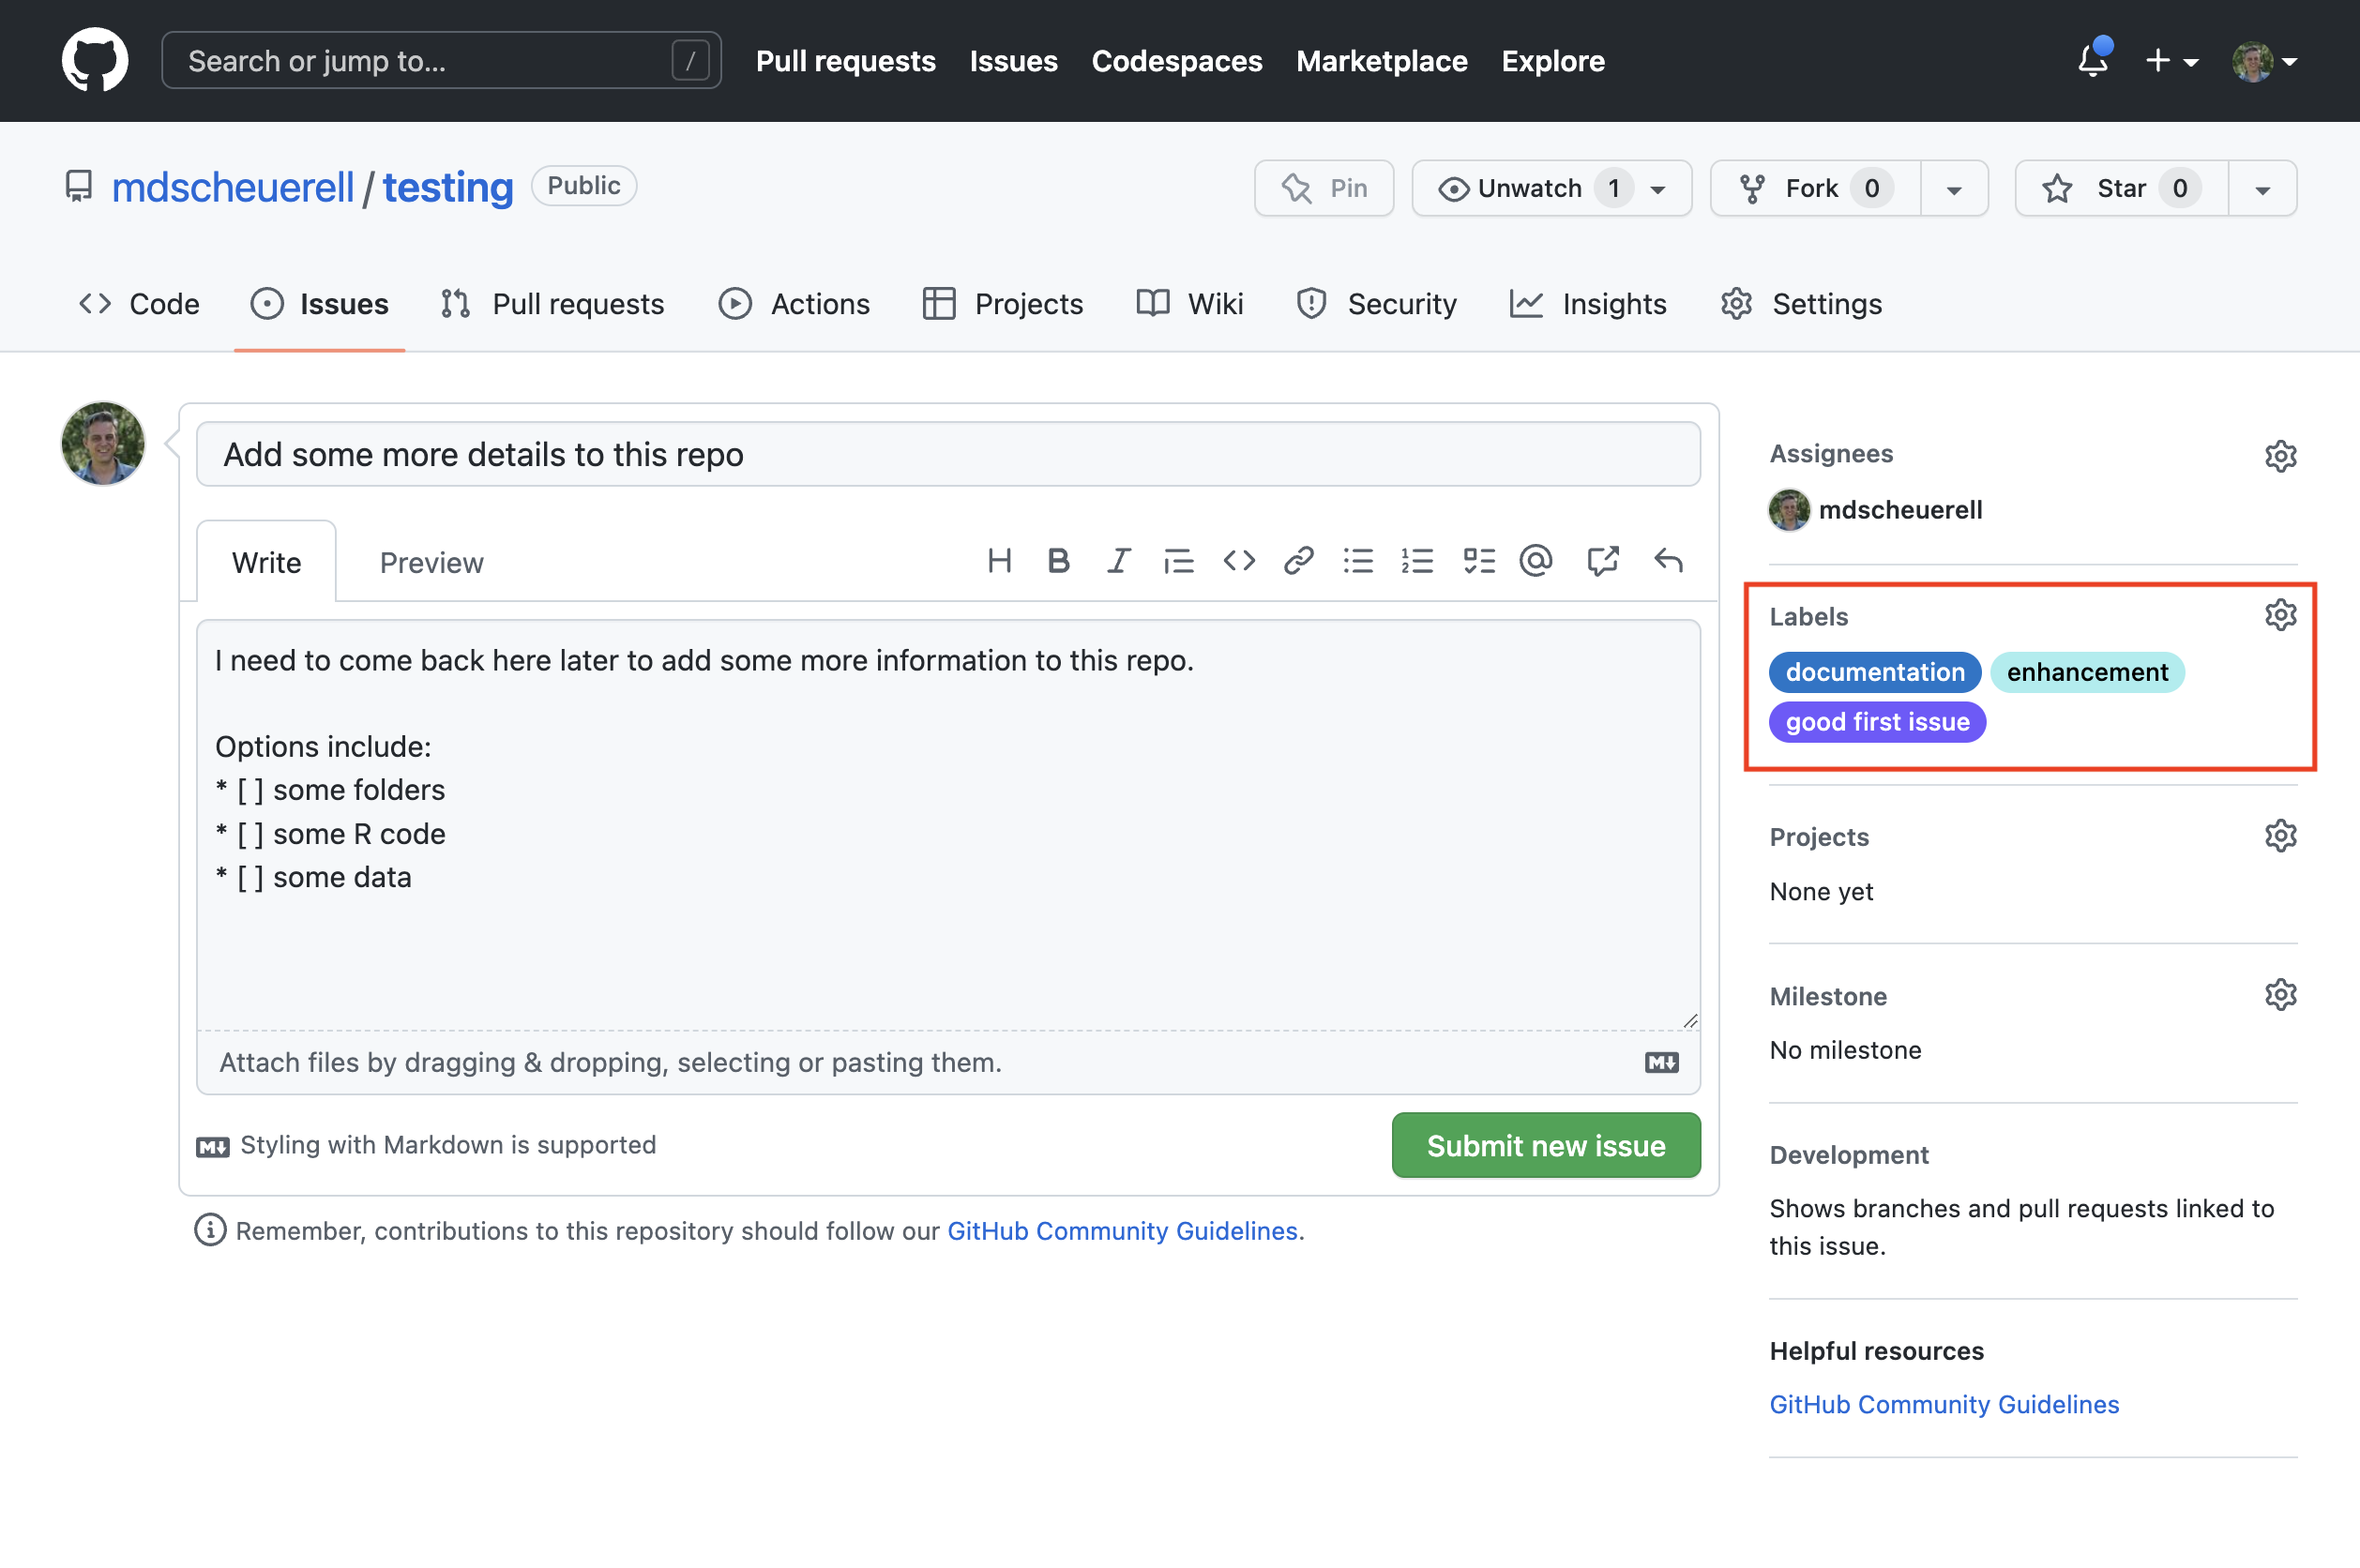 Search or jump to... /
Pull requests Issues Codespaces Marketplace Explore
mdscheuerell / testing Public
Pin Unwatch 1 Fork 0 Star 0
Code Issues Pull requests Actions Projects Wiki Security Insights Settings
Add some more details to this repo
Write Preview
I need to come back here later to add some more information to this repo.
Options include:
* [ ] some folders
* [ ] some R code
* [ ] some data
Attach files by dragging & dropping, selecting or pasting them.
Styling with Markdown is supported
Submit new issue
Remember, contributions to this repository should follow our GitHub Community Guidelines.
Assignees
mdscheuerell
Labels
documentation enhancement
good first issue
Projects
None yet
Milestone
No milestone
Development
Shows branches and pull requests linked to
this issue.
Helpful resources
GitHub Community Guidelines